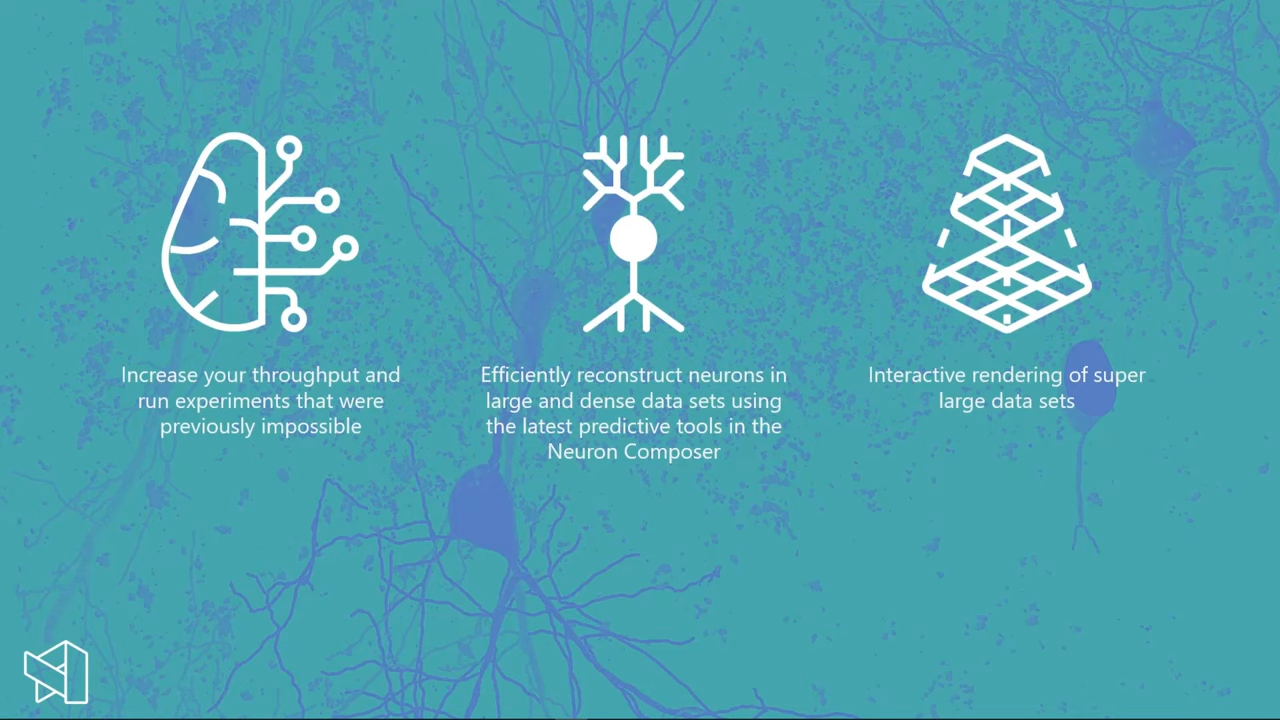 Increase your throughput and
run experiments that were
previously impossible
Efficiently reconstruct neurons in
large and dense data sets using
the latest predictive tools in the
Neuron Composer
Interactive rendering of super
large data sets